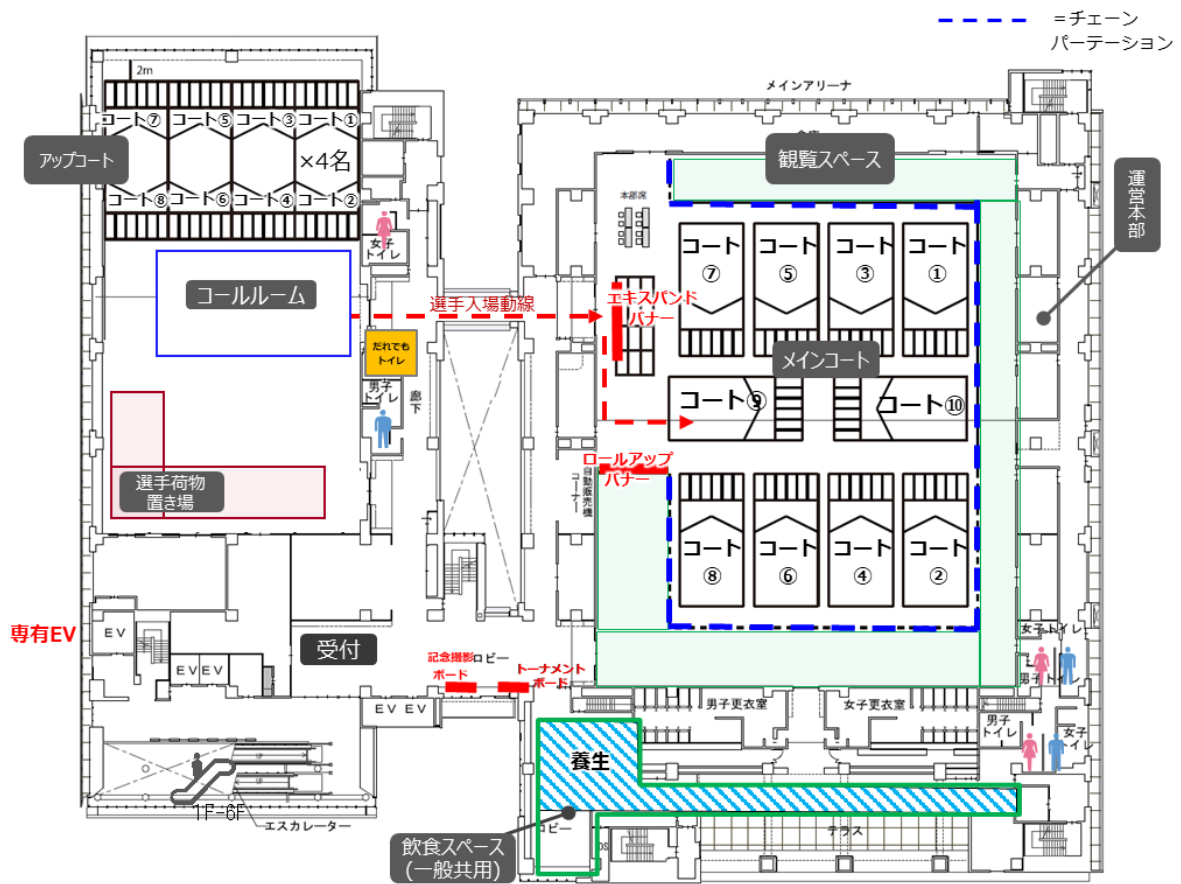 =チェーン
パーテーション
2m
メインアリーナ
コート⑦
コート⑤
コート③
コート①
アップコート
×4名
コート⑧
コート⑥
コート④
コート②
観覧スペース
運営本部
本部席
女子
トイレ
コールルーム
選手入場動線
エキスパンド
バナー
コート
⑦
コート
⑤
コート
③
コート
①
だれでも
トイレ
メインコート
男子
トイレ
廊下
コート⑨
コート⑩
ロールアップ
バナー
自動販売機
コーナー
選手荷物
置き場
コート
⑧
コート
⑥
コート
④
コート
②
専有EV
EV
EV EV
受付
記念撮影
ボード
ロビー
トーナメント
ボード
EV EV
女子トイレ
男子トイレ
男子更衣室
女子更衣室
男子
トイレ
女子
トイレ
養生
1F-6F
エスカレーター
ロビー
テラス
DS
飲食スペース
(一般共用)